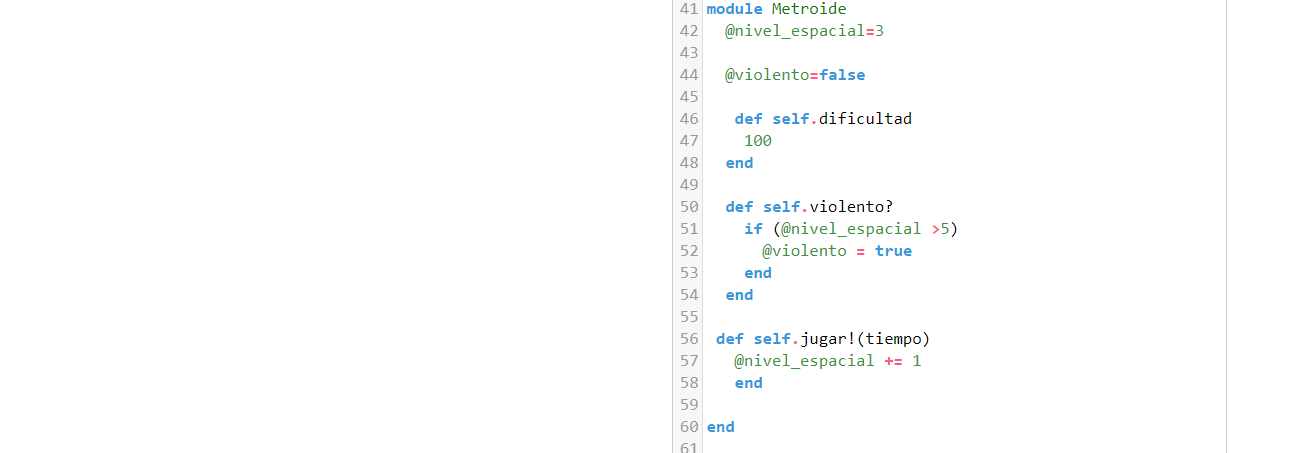 41 module Metroide
42   @nivel_espacial=3
43
44   @violento=false
45
46    def self.dificultad
47     100
48   end
49
50   def self.violento?
51     if (@nivel_espacial >5)
52       @violento = true
53     end
54   end
55
56  def self.jugar!(tiempo)
57    @nivel_espacial += 1
58    end
59
60 end
61